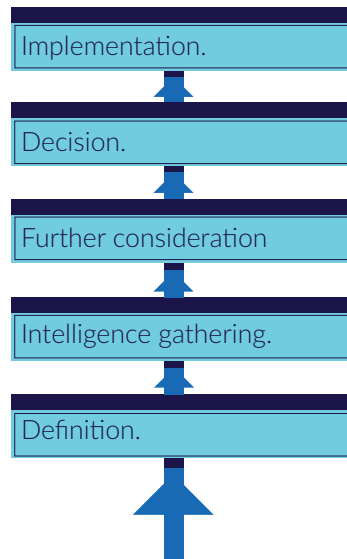 Implementation.
Decision.
Further consideration
Intelligence gathering.
Definition.